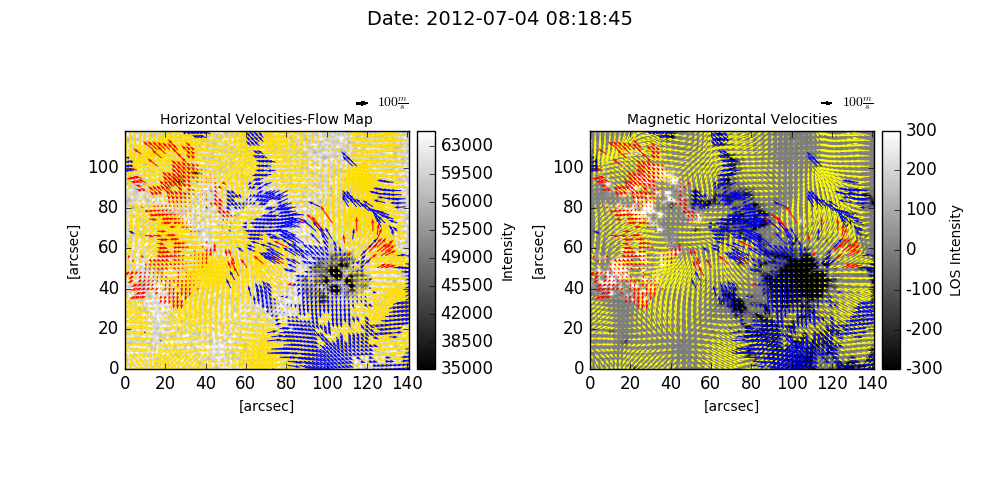 Date: 2012-07-04 08:18:45
100 m/s
100 m/s
Horizontal Velocities-Flow Map
Magnetic Horizontal Velocities
[arcsec]
100
80
60
40
20
0
0 20 40 60 80 100 120 140
[arcsec]
63000
59500
56000
52500
49000
45500
42000
38500
35000
Intensity
[arcsec]
100
80
60
40
20
0
0 20 40 60 80 100 120 140
[arcsec]
300
200
100
0
-100
-200
-300
LOS Intensity